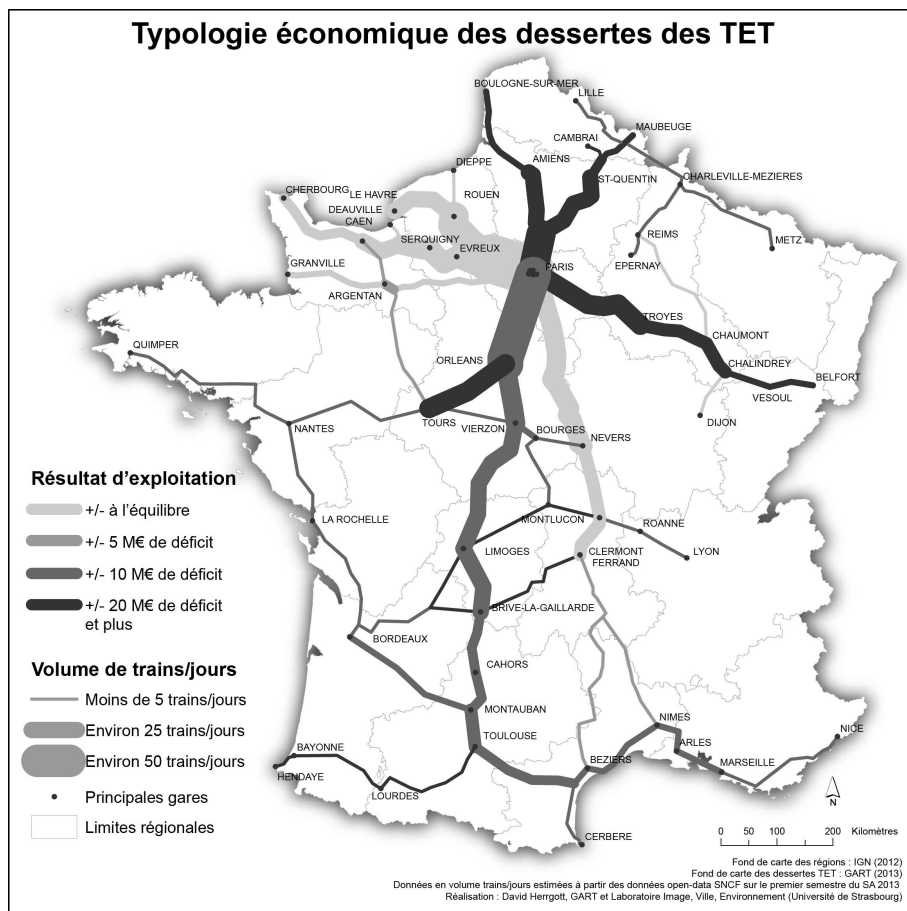 Typologie économique des dessertes des TET
BOULOGNE-SUR-MER
LILLE
CAMBRAI
MAUBEUGE
AMIENS
ST-QUENTIN
CHARLEVILLE-MEZIERES
DIEPPE
CHERBOURG
LE HAVRE
ROUEN
DEAUVILLE
CAEN
SERQUIGNY
EVREUX
REIMS
METZ
EPERNAY
GRANVILLE
PARIS
ARGENTAN
TROYES
CHAUMONT
QUIMPER
ORLEANS
CHALINDREY
BELFORT
VESOUL
TOURS
VIERZON
BOURGES
DIJON
NANTES
NEVERS
Résultat d'exploitation
+/- à l'équilibre
+/- 5 M€ de déficit
+/- 10 M€ de déficit
+/- 20 M€ de déficit
et plus
LA ROCHELLE
MONTLUCON
ROANNE
LIMOGES
CLERMONT
FERRAND
LYON
BRIVE-LA-GAILLARDE
BORDEAUX
Volume de trains/jours
Moins de 5 trains/jours
Environ 25 trains/jours
Environ 50 trains/jours
Principales gares
Limites régionales
CAHORS
MONTAUBAN
TOULOUSE
NIMES
NICE
ARLES
BAYONNE
BEZIERS
MARSEILLE
HENDAYE
LOURDES
CERBERE
N
0 50 100 200 Kilomètres
Fond de carte des régions : IGN (2012)
Fond de carte des dessertes TET : GART (2013)
Données en volume trains/jours estimées à partir des données open-data SNCF sur le premier semestre du SA 2013
Réalisation : David Herrgott, GART et Laboratoire Image, Ville, Environnement (Université de Strasbourg)